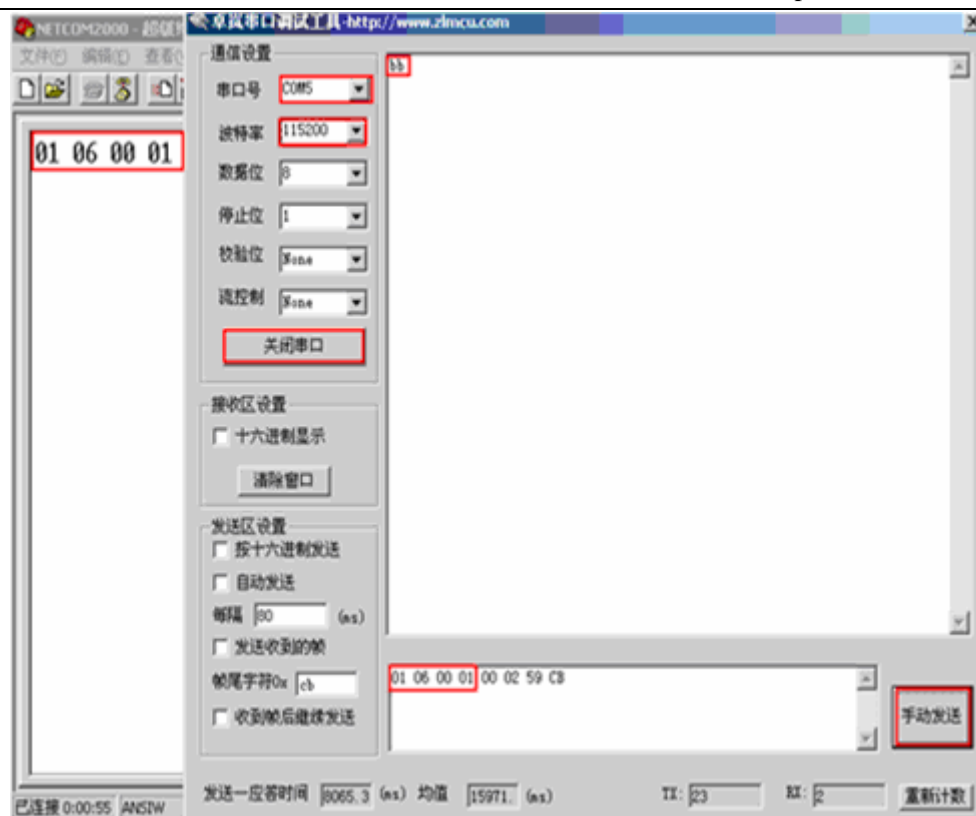 NETCOM2000 - 超级
卓岚串口调试工具-http://www.zlmcu.com
文件(F) 编辑(E) 查看(
01 06 00 01
通信设置
串口号 COM5
波特率 115200
数据位 8
停止位 1
校验位 None
流控制 None
关闭串口
bb
接收区设置
十六进制显示
清除窗口
发送区设置
按十六进制发送
自动发送
每隔 80 (ms)
发送收到的帧
帧尾字符0x cb
收到帧后继续发送
01 06 00 01 00 02 59 CB
手动发送
发送—应答时间 8065.3 (ms) 均值 15971. (ms) TX: 23 RX: 2 重新计数
已连接 0:00:55 ANSIW